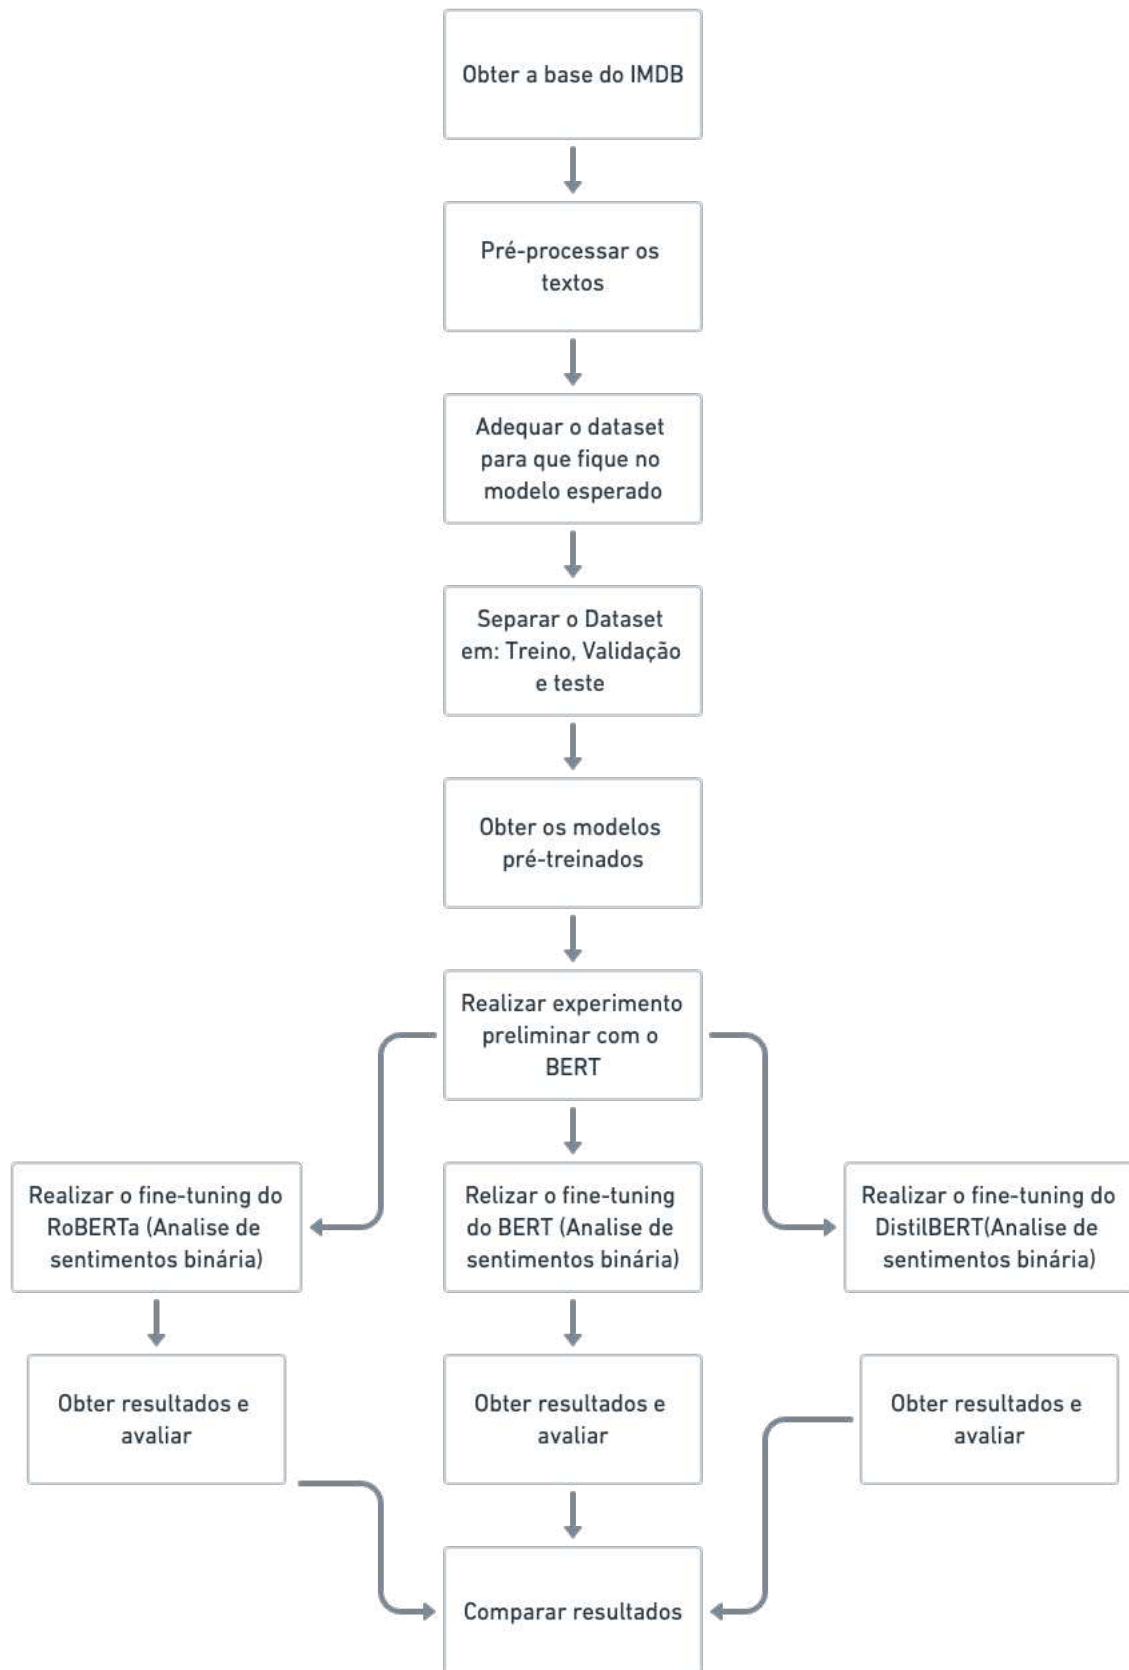 Obter a base do IMDB
Pré-processar os
textos
Adequar o dataset
para que fique no
modelo esperado
Separar o Dataset
em: Treino, Validação
e teste
Obter os modelos
pré-treinados
Realizar experimento
preliminar com o
BERT
Realizar o fine-tuning do
RoBERTa (Analise de
sentimentos binária)
Relizar o fine-tuning
do BERT (Analise de
sentimentos binária)
Realizar o fine-tuning do
DistilBERT(Analise de
sentimentos binária)
Obter resultados e
avaliar
Obter resultados e
avaliar
Obter resultados e
avaliar
Comparar resultados